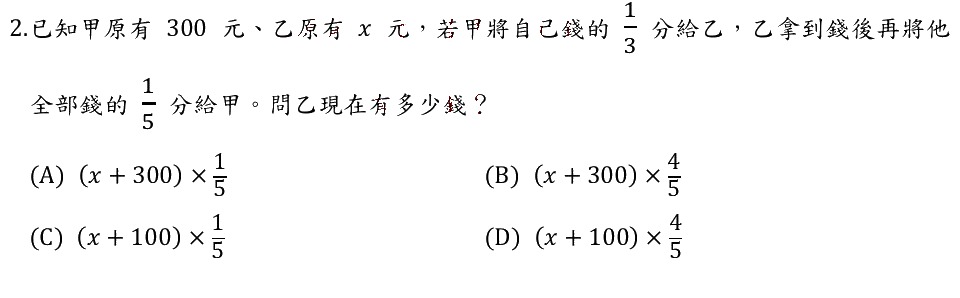 2.已知甲原有 300 元、乙原有 x 元，若甲將自己錢的 1/3 分給乙，乙拿到錢後再將他
全部錢的 1/5 分給甲。問乙現在有多少錢？
(A) (x + 300) × 1/5 (B) (x + 300) × 4/5
(C) (x + 100) × 1/5 (D) (x + 100) × 4/5